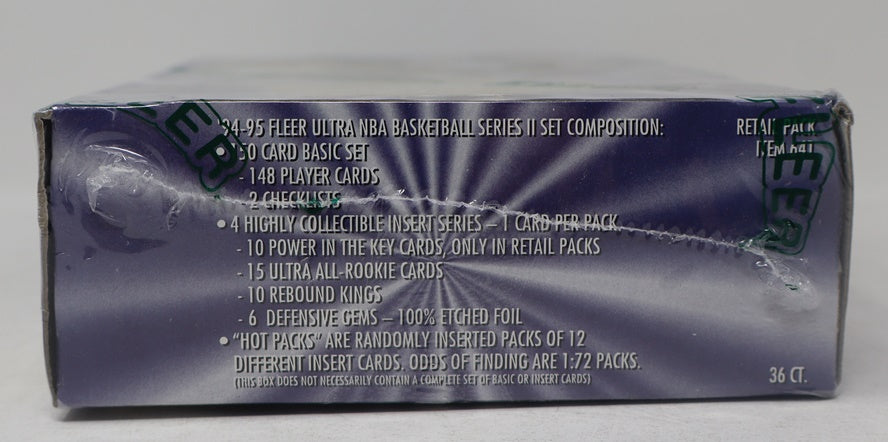 '94-95 FLEER ULTRA NBA BASKETBALL SERIES II SET COMPOSITION:
150 CARD BASIC SET
- 148 PLAYER CARDS
- 2 CHECKLISTS
• 4 HIGHLY COLLECTIBLE INSERT SERIES – 1 CARD PER PACK
- 10 POWER IN THE KEY CARDS, ONLY IN RETAIL PACKS
- 15 ULTRA ALL-ROOKIE CARDS
- 10 REBOUND KINGS
- 6 DEFENSIVE GEMS – 100% ETCHED FOIL
• "HOT PACKS" ARE RANDOMLY INSERTED PACKS OF 12
DIFFERENT INSERT CARDS. ODDS OF FINDING ARE 1:72 PACKS.
(THIS BOX DOES NOT NECESSARILY CONTAIN A COMPLETE SET OF BASIC OR INSERT CARDS)
RETAIL PACK
ITEM 641
36 CT.
FLEER